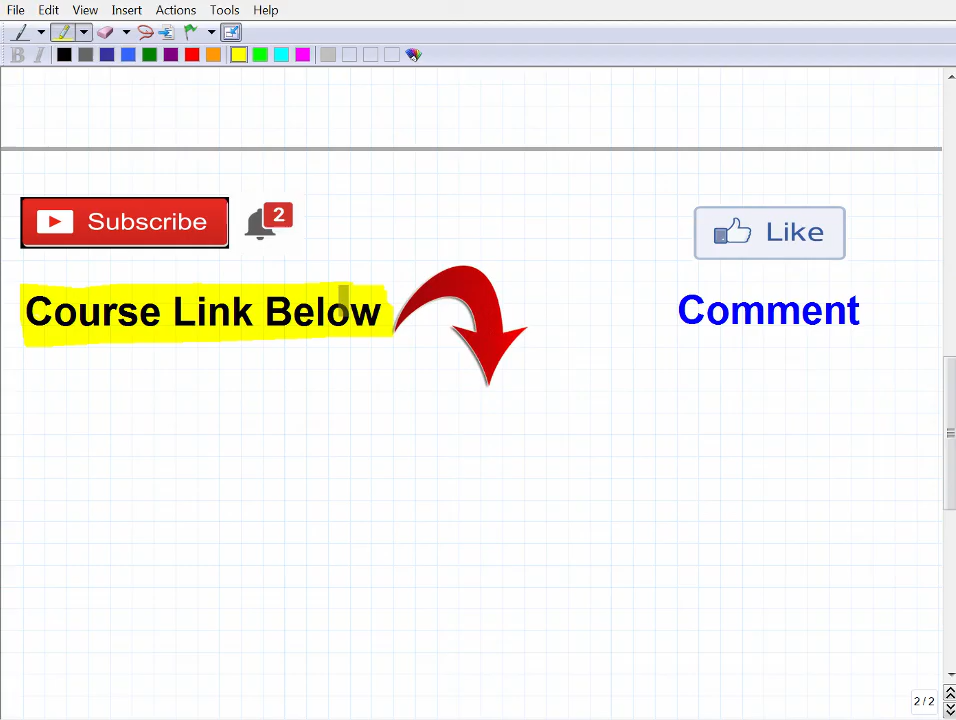 File Edit View Insert Actions Tools Help
B I
Subscribe 2
Like
Course Link Below
Comment
2 / 2